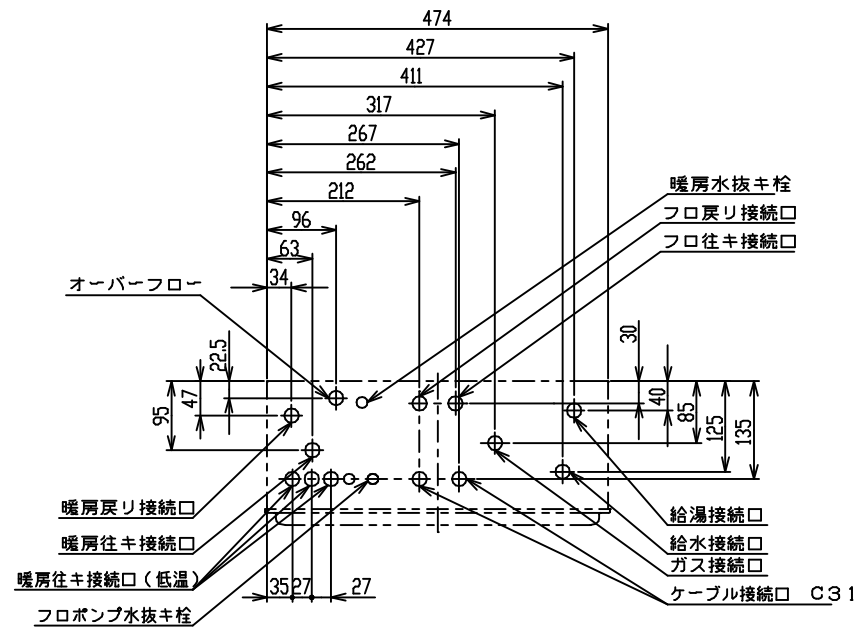 474
427
411
317
267
262
212
96
63
34
暖房水抜キ栓
フロ戻リ接続口
フロ往キ接続口
オーバーフロー
22.5
47
95
30
40
85
125
135
暖房戻リ接続口
暖房往キ接続口
暖房往キ接続口(低温)
フロポンプ水抜キ栓
35
27
27
給湯接続口
給水接続口
ガス接続口
ケーブル接続口 C31